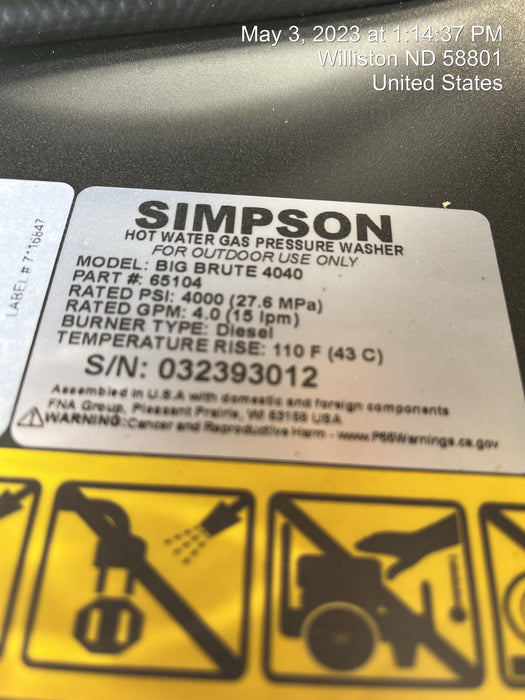 May 3, 2023 at 1:14:37 PM
Williston ND 58801
United States
LABEL# 7116847
SIMPSON
HOT WATER GAS PRESSURE WASHER
FOR OUTDOOR USE ONLY
MODEL: BIG BRUTE 4040
PART #: 65104
RATED PSI: 4000 (27.6 MPa)
RATED GPM: 4.0 (15 lpm)
BURNER TYPE: Diesel
TEMPERATURE RISE: 110 F (43 C)
S/N: 032393012
Assembled in U.S.A with domestic and foreign components
FNA Group, Pleasant Prairie, WI 53158 USA
WARNING: Cancer and Reproductive Harm - www.P65Warnings.ca.gov